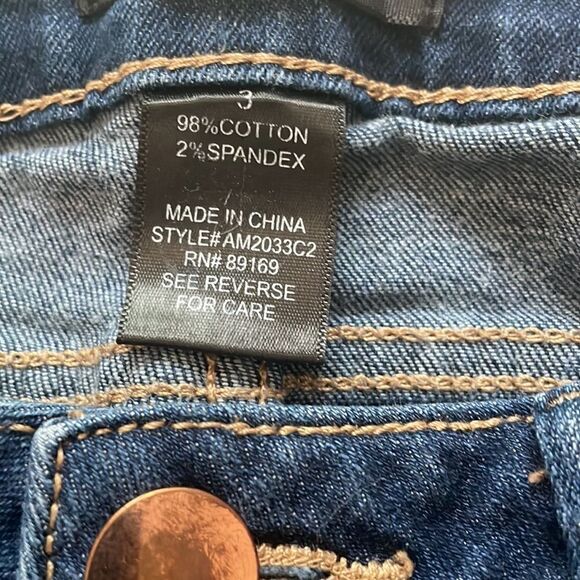 3
98%COTTON
2%SPANDEX
MADE IN CHINA
STYLE# AM2033C2
RN# 89169
SEE REVERSE
FOR CARE